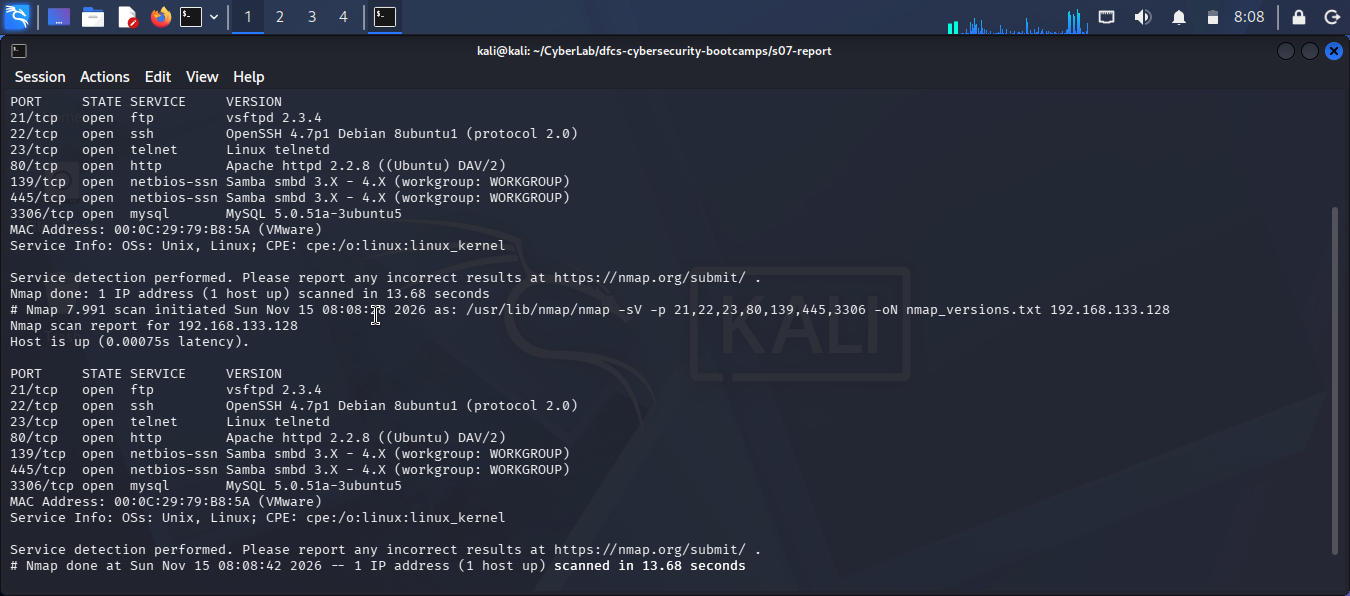 1 2 3 4 8:08
kali@kali: ~/CyberLab/dfcs-cybersecurity-bootcamps/s07-report
Session Actions Edit View Help
PORT STATE SERVICE VERSION
21/tcp open ftp vsftpd 2.3.4
22/tcp open ssh OpenSSH 4.7p1 Debian 8ubuntu1 (protocol 2.0)
23/tcp open telnet Linux telnetd
80/tcp open http Apache httpd 2.2.8 ((Ubuntu) DAV/2)
139/tcp open netbios-ssn Samba smbd 3.X - 4.X (workgroup: WORKGROUP)
445/tcp open netbios-ssn Samba smbd 3.X - 4.X (workgroup: WORKGROUP)
3306/tcp open mysql MySQL 5.0.51a-3ubuntu5
MAC Address: 00:0C:29:79:B8:5A (VMware)
Service Info: OSs: Unix, Linux; CPE: cpe:/o:linux:linux_kernel
Service detection performed. Please report any incorrect results at https://nmap.org/submit/ .
Nmap done: 1 IP address (1 host up) scanned in 13.68 seconds
# Nmap 7.991 scan initiated Sun Nov 15 2026 as: /usr/lib/nmap/nmap -sV -p 21,22,23,80,139,445,3306 -oN nmap_versions.txt 192.168.133.128
Nmap scan report for 192.168.133.128
Host is up (0.00075s latency).
PORT STATE SERVICE VERSION
21/tcp open ftp vsftpd 2.3.4
22/tcp open ssh OpenSSH 4.7p1 Debian 8ubuntu1 (protocol 2.0)
23/tcp open telnet Linux telnetd
80/tcp open http Apache httpd 2.2.8 ((Ubuntu) DAV/2)
139/tcp open netbios-ssn Samba smbd 3.X - 4.X (workgroup: WORKGROUP)
445/tcp open netbios-ssn Samba smbd 3.X - 4.X (workgroup: WORKGROUP)
3306/tcp open mysql MySQL 5.0.51a-3ubuntu5
MAC Address: 00:0C:29:79:B8:5A (VMware)
Service Info: OSs: Unix, Linux; CPE: cpe:/o:linux:linux_kernel
Service detection performed. Please report any incorrect results at https://nmap.org/submit/ .
# Nmap done at Sun Nov 15 08:08:42 2026 -- 1 IP address (1 host up) scanned in 13.68 seconds
KALI